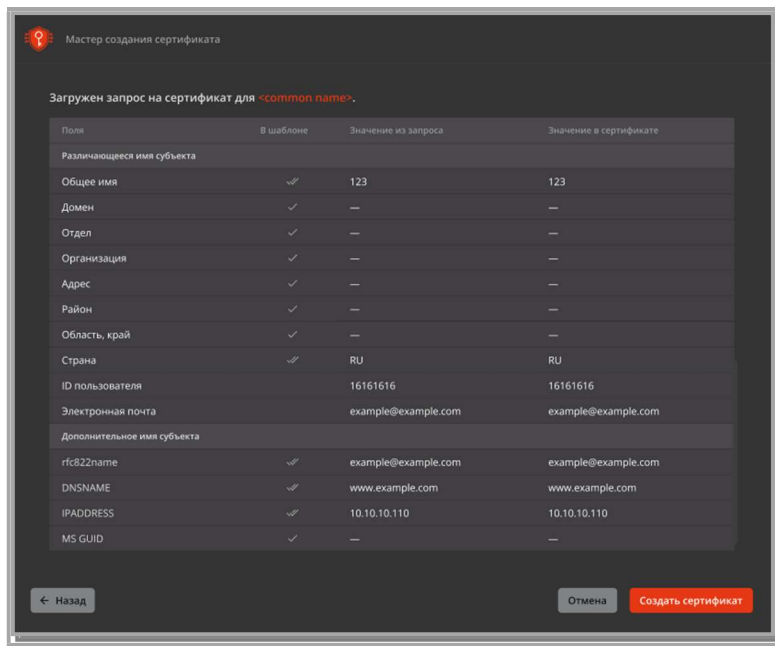 Мастер создания сертификата
Загружен запрос на сертификат для <common name>.
Поля В шаблоне Значение из запроса Значение в сертификате
Различающееся имя субъекта
Общее имя 123 123
Домен — —
Отдел — —
Организация — —
Адрес — —
Район — —
Область, край — —
Страна RU RU
ID пользователя 16161616 16161616
Электронная почта example@example.com example@example.com
Дополнительное имя субъекта
rfc822name example@example.com example@example.com
DNSNAME www.example.com www.example.com
IPADDRESS 10.10.10.110 10.10.10.110
MS GUID — —
← Назад Отмена Создать сертификат